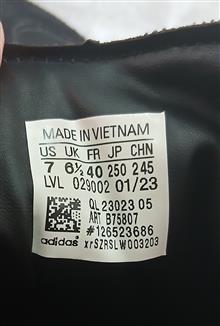 MADE IN VIETNAM
US UK FR JP CHN
7 6½ 40 250 245
LVL 029002 01/23
QL 23023 05
ART B75807
#126523686
adidas xrSZRSLW003203